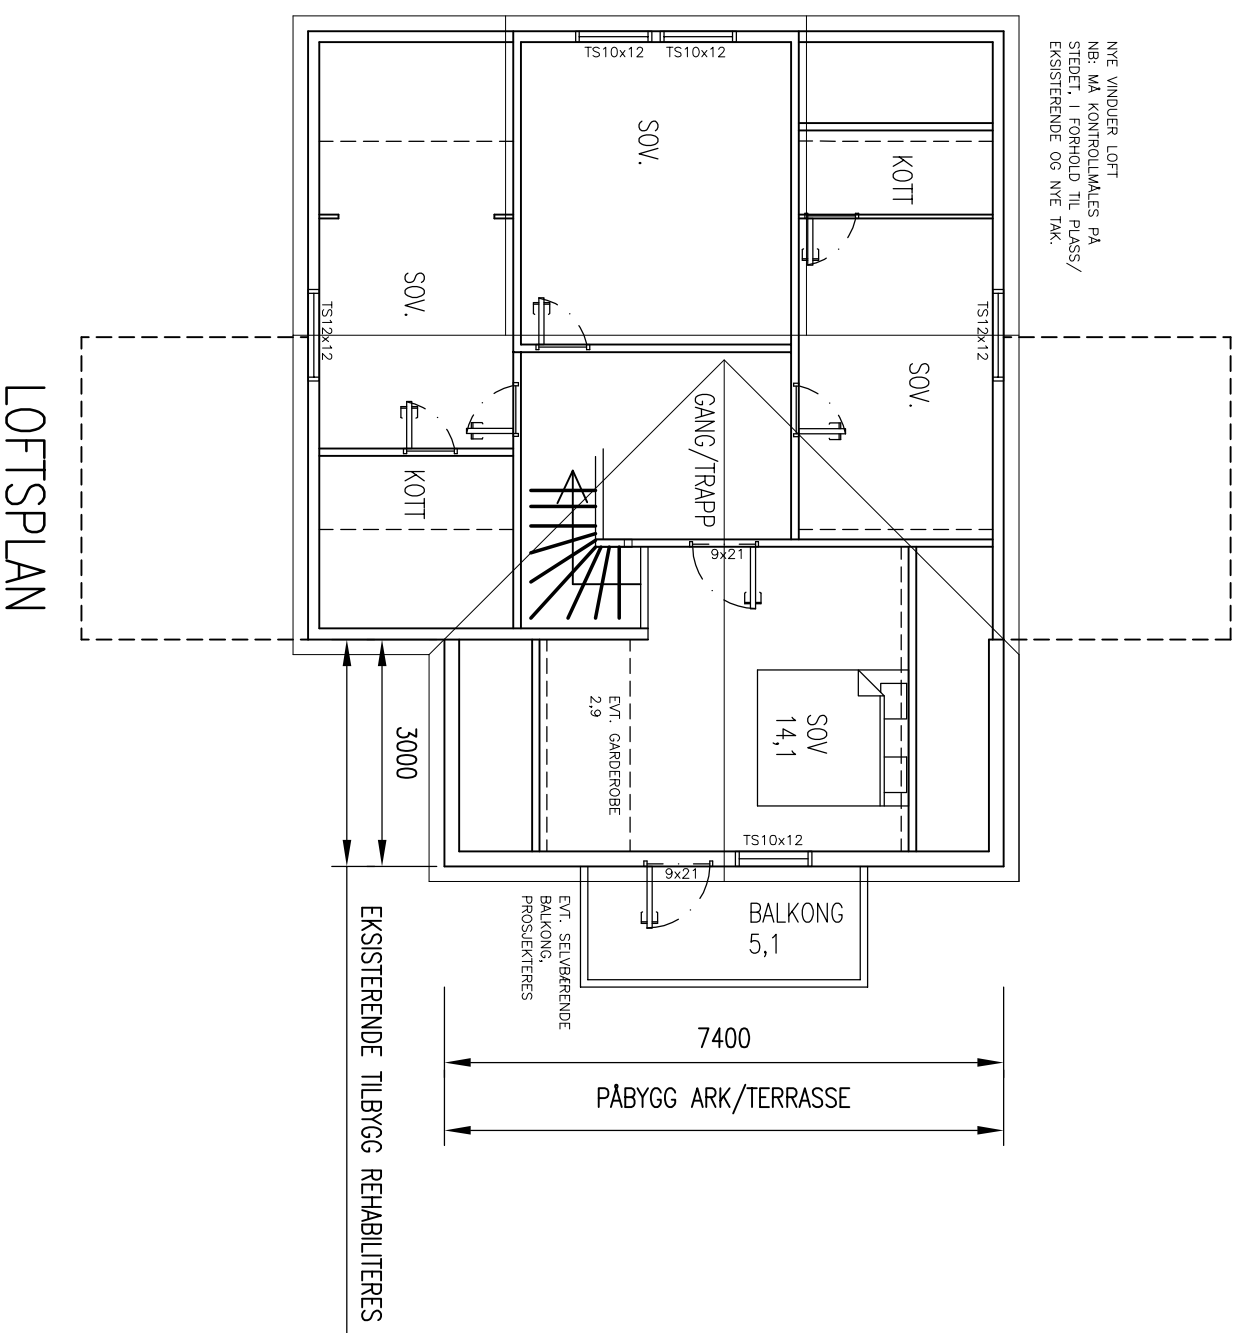 NYE VINDUER LOFT
NB: MÅ KONTROLLMÅLES PÅ
STEDET, I FORHOLD TIL PLASS/
EKSISTERENDE OG NYE TAK.
TS10x12
TS10x12
SOV.
KOTT
SOV.
TS12x12
TS12x12
SOV.
GANG/TRAPP
KOTT
9x21
LOFTSPLAN
SOV
14,1
EVT. GARDEROBE
2,9
3000
TS10x12
9x21
BALKONG
5,1
EVT. SELVBÆRENDE
BALKONG,
PROSJEKTERES
EKSISTERENDE TILBYGG REHABILITERES
7400
PÅBYGG ARK/TERRASSE